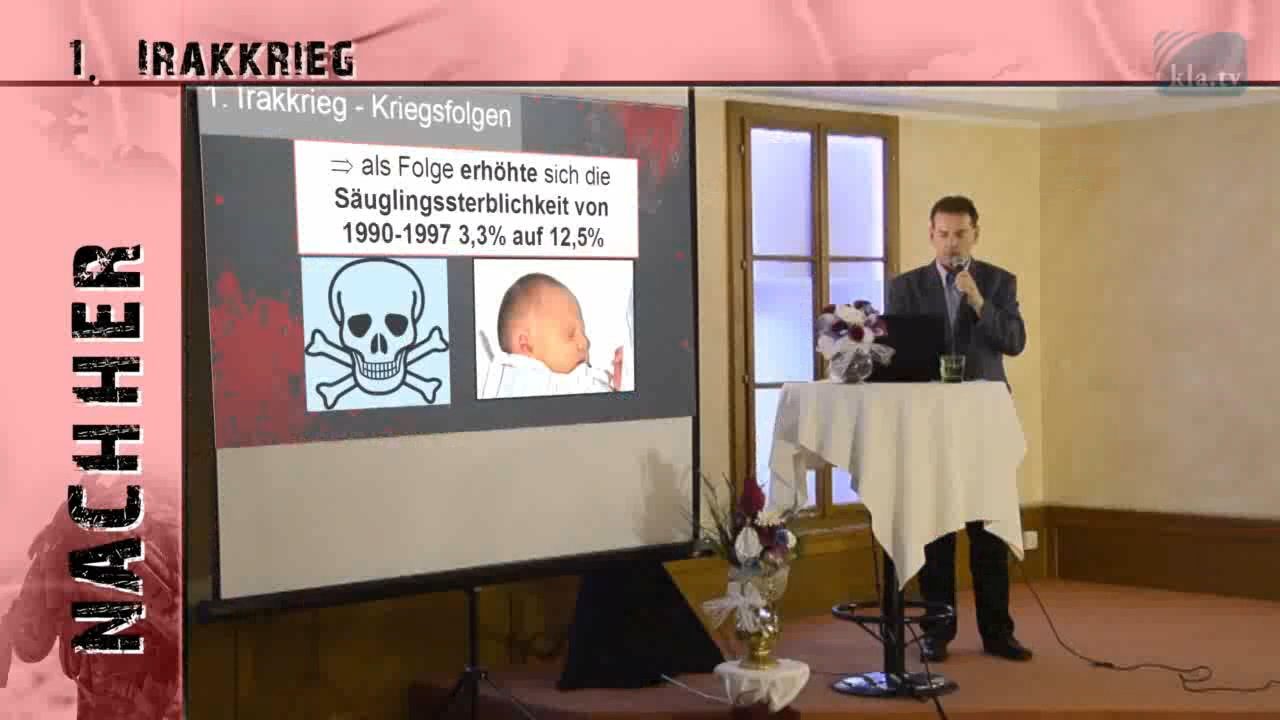 1. IRAKKRIEG
kla.tv
NACHHER
1. Irakkrieg - Kriegsfolgen
⇒ als Folge erhöhte sich die
Säuglingssterblichkeit von
1990-1997 3,3% auf 12,5%